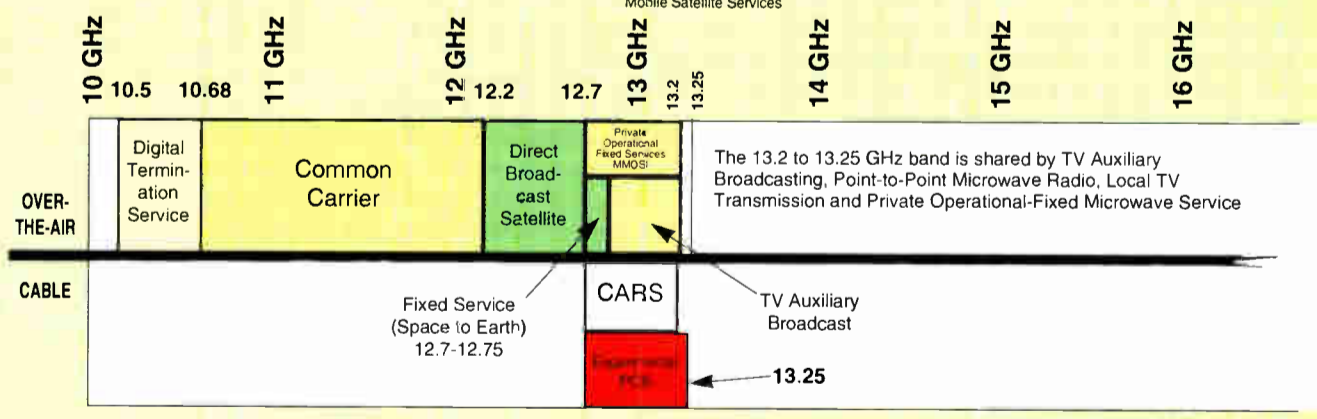 Mobile Satellite Services
10 GHz
10.5
10.68
11 GHz
12 GHz
12.2
12.7
13 GHz
13.2
13.25
14 GHz
15 GHz
16 GHz
OVER-
THE-AIR
Digital
Termin-
ation
Service
Common
Carrier
Direct
Broad-
cast
Satellite
Private
Operational
Fixed Services
The 13.2 to 13.25 GHz band is shared by TV Auxiliary
Broadcasting, Point-to-Point Microwave Radio, Local TV
Transmission and Private Operational-Fixed Microwave Service
CABLE
Fixed Service
(Space to Earth)
12.7-12.75
CARS
TV Auxiliary
Broadcast
13.25